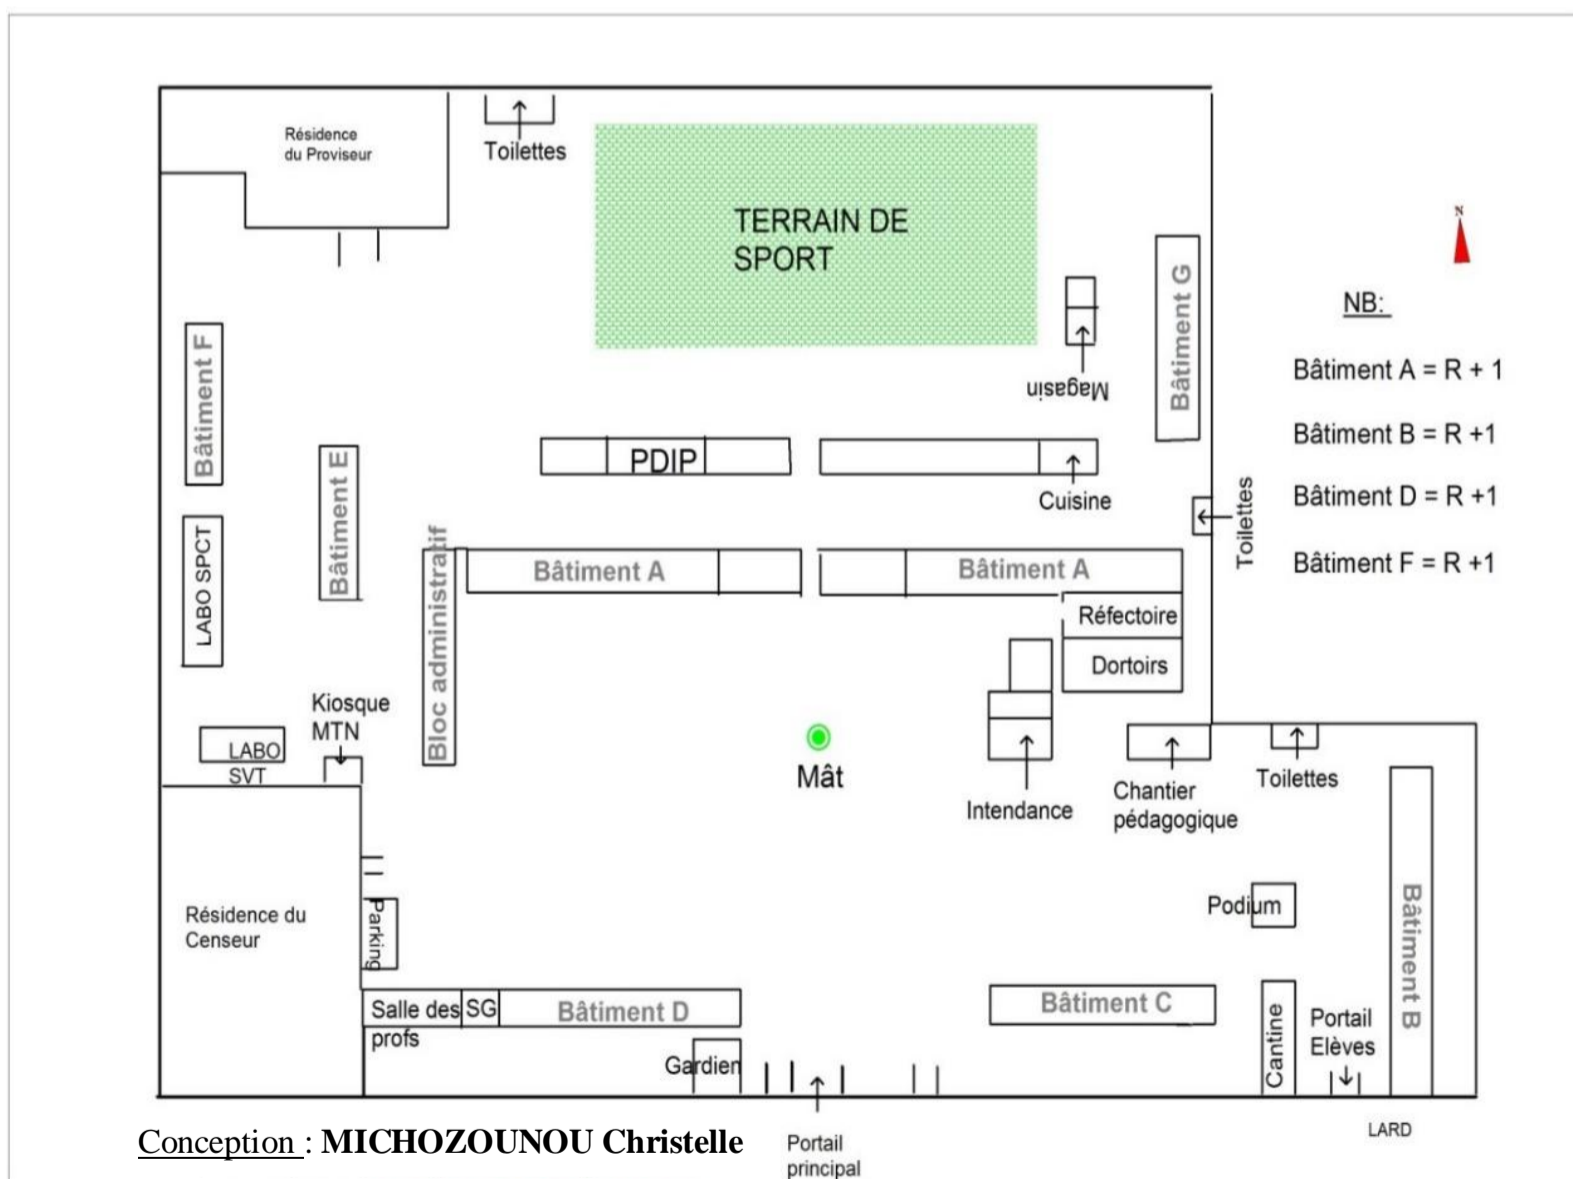 Résidence
du Proviseur
Toilettes
TERRAIN DE
SPORT
N
NB:
Bâtiment G
Bâtiment A = R + 1
Magasin
Bâtiment F
Bâtiment B = R +1
PDIP
Bâtiment E
Cuisine
Bâtiment D = R +1
Toilettes
Bâtiment F = R +1
LABO SPCT
Bloc administratif
Bâtiment A
Bâtiment A
Réfectoire
Dortoirs
Kiosque
MTN
LABO
SVT
Mât
Intendance
Chantier
pédagogique
Toilettes
Résidence du
Censeur
Parking
Podium
Bâtiment B
Salle des
profs
SG
Bâtiment D
Bâtiment C
Gardien
Cantine
Portail
Elèves
LARD
Conception : MICHOZOUNOU Christelle
Portail
principal